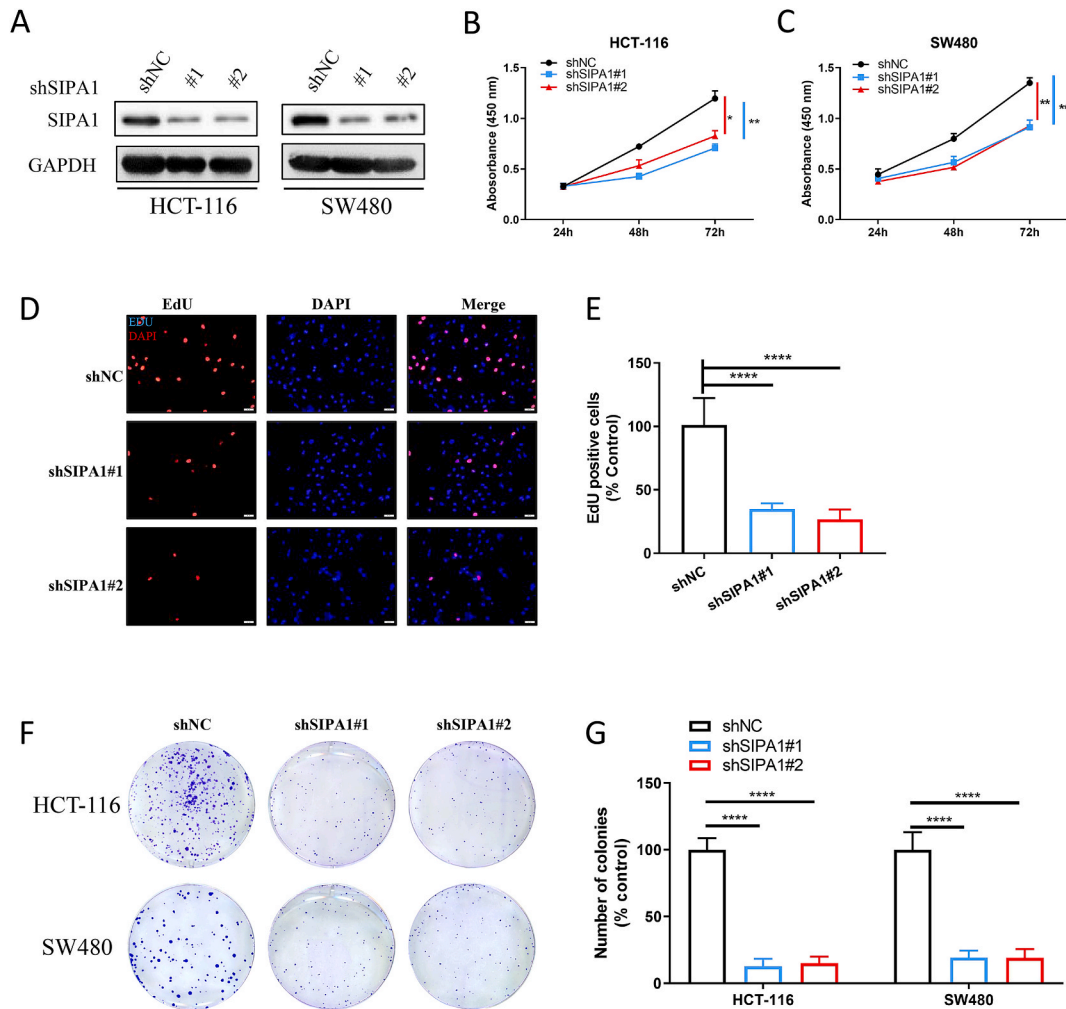 A
shSIPA1
shNC
#1
#2
shNC
#1
#2
SIPA1
GAPDH
HCT-116
SW480
B
HCT-116
shNC
shSIPA1#1
shSIPA1#2
Abosorbance (450 nm)
1.5
1.0
0.5
0.0
24h
48h
72h
*
**
C
SW480
shNC
shSIPA1#1
shSIPA1#2
Absorbance (450 nm)
1.5
1.0
0.5
0.0
24h
48h
72h
**
**
D
EdU
DAPI
Merge
EDU
DAPI
shNC
shSIPA1#1
shSIPA1#2
E
EdU positive cells
(% Control)
150
100
50
0
****
****
shNC
shSIPA1#1
shSIPA1#2
F
shNC
shSIPA1#1
shSIPA1#2
HCT-116
SW480
G
shNC
shSIPA1#1
shSIPA1#2
Number of colonies
(% control)
150
100
50
0
****
****
****
****
HCT-116
SW480